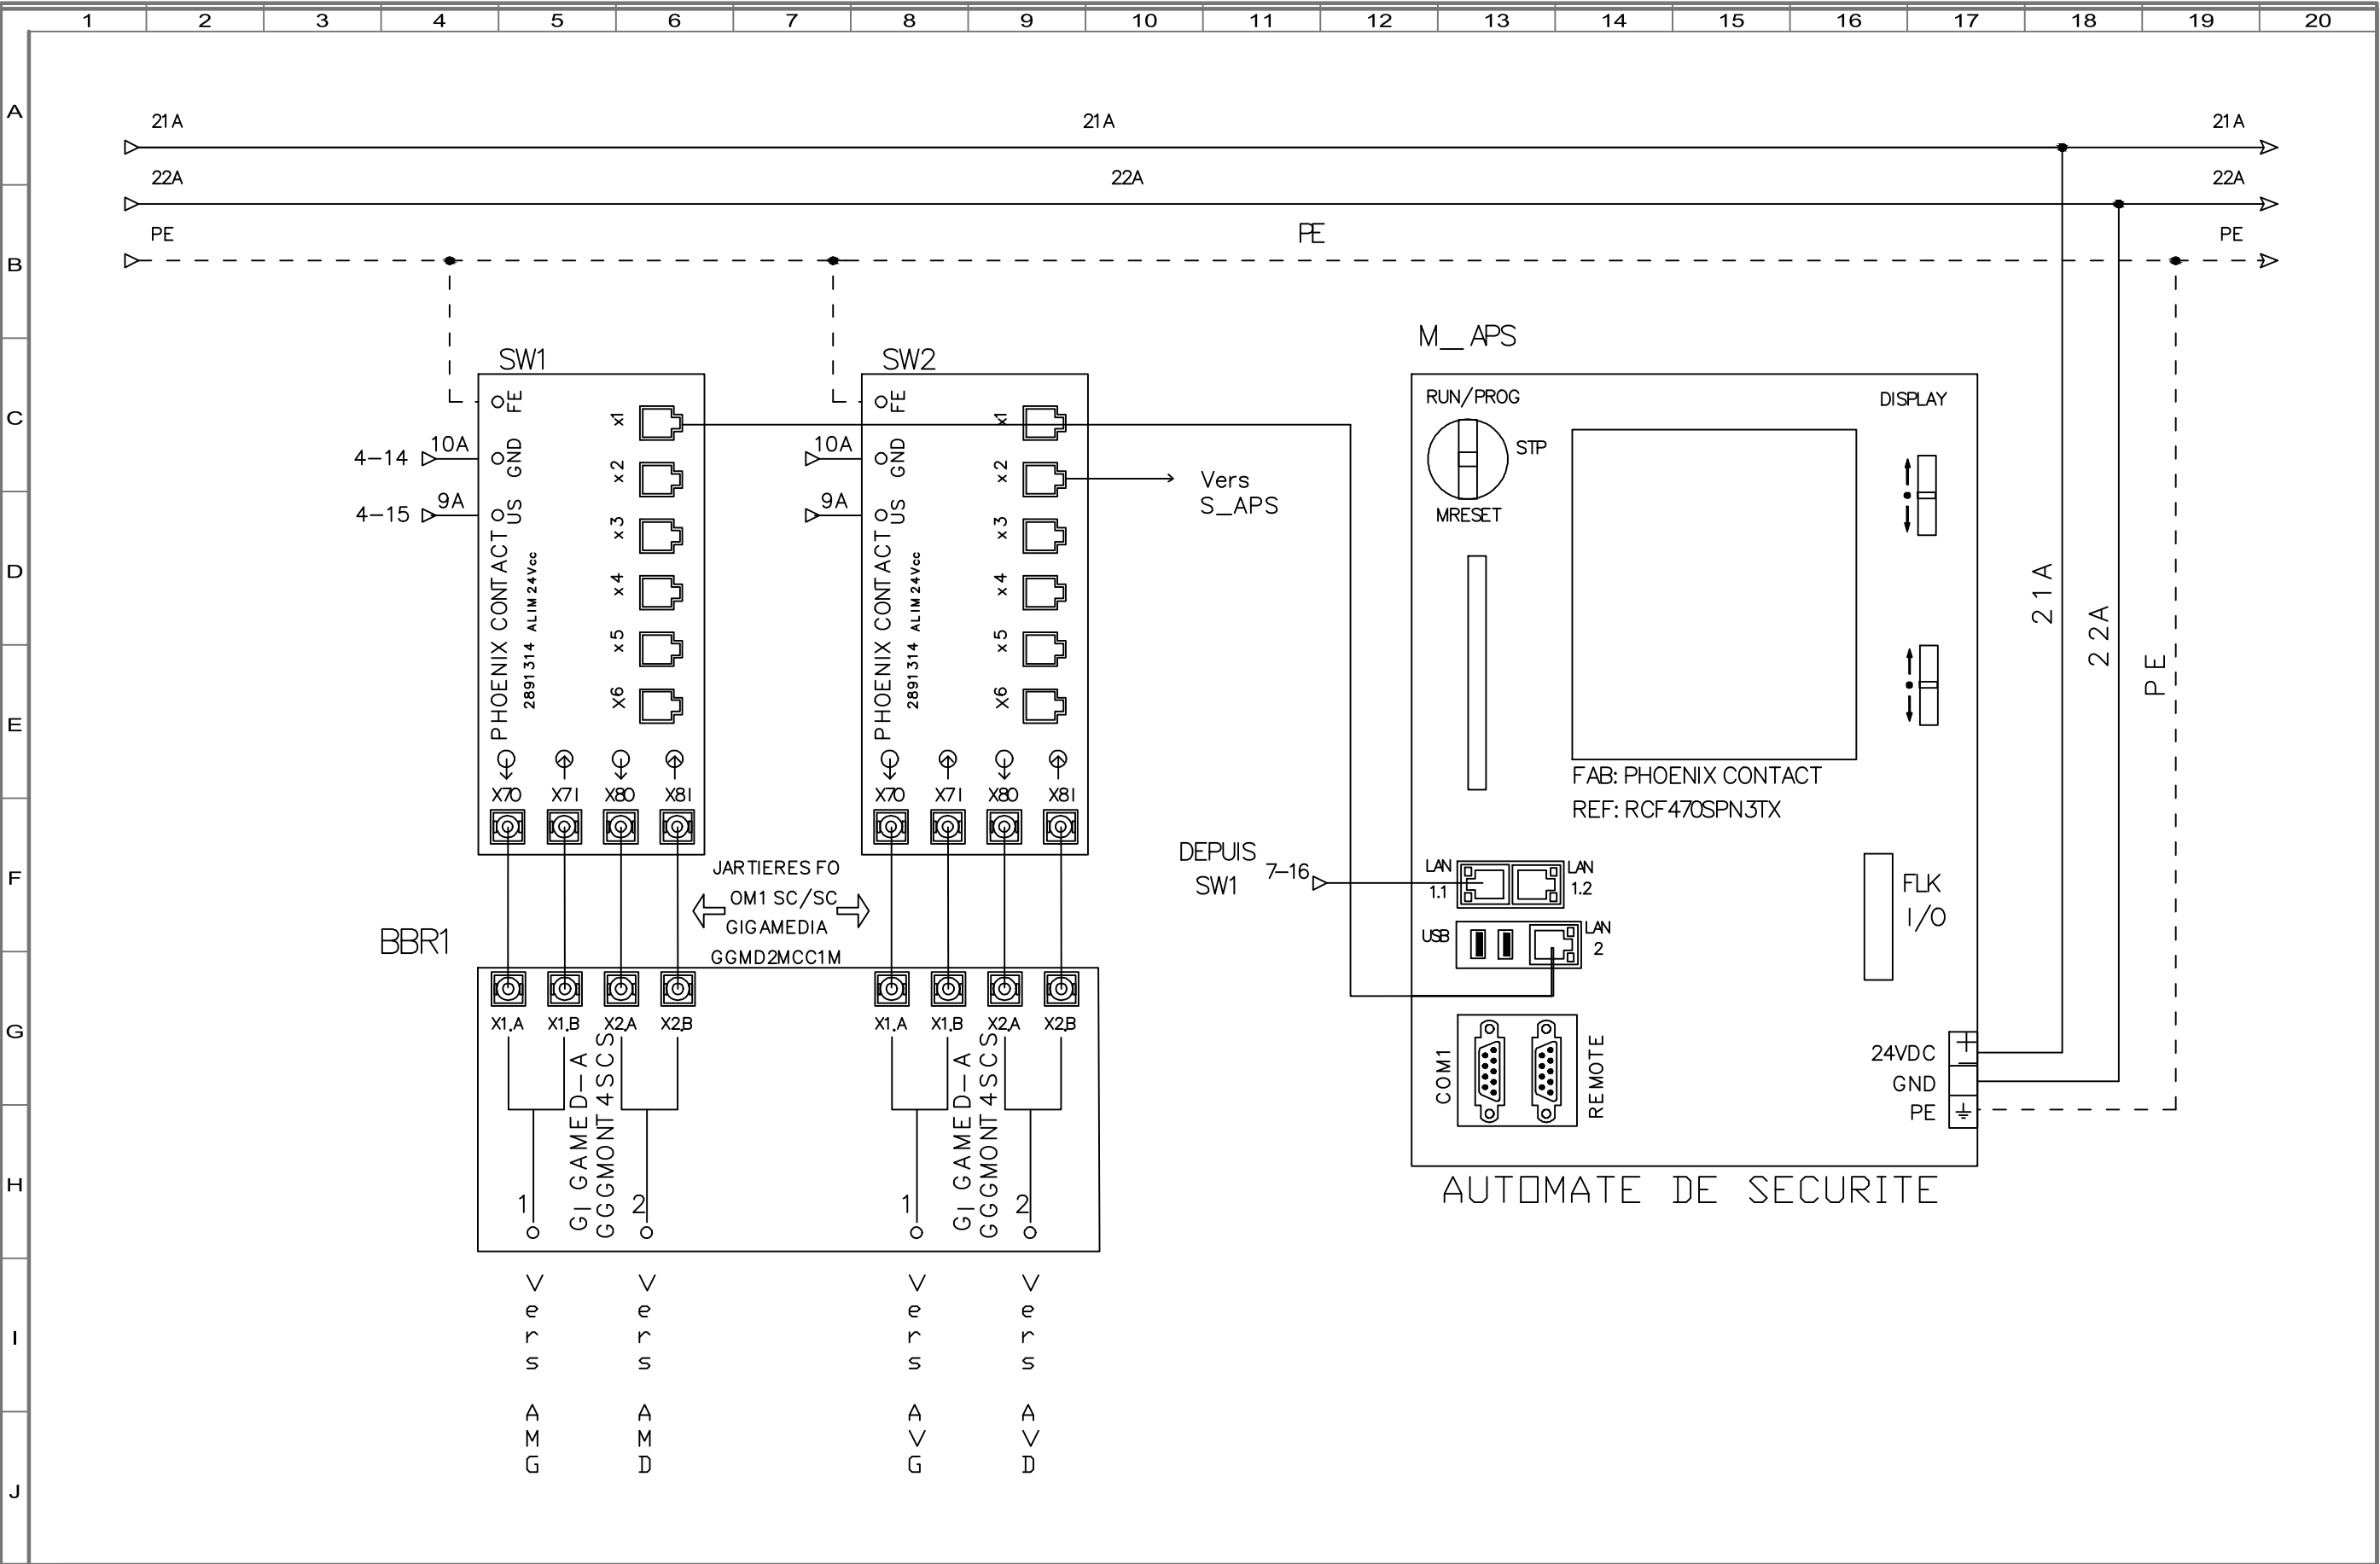 1 2 3 4 5 6 7 8 9 10 11 12 13 14 15 16 17 18 19 20
A
B
C
D
E
F
G
H
I
J
21A 21A 21A
22A 22A 22A
PE PE PE
SW1
FE
GND
US
4-14 10A
4-15 9A
PHOENIX CONTACT
2891314 ALIM 24Vcc
x1
x2
x3
x4
x5
X6
X70 X71 X80 X81
SW2
FE
GND
US
10A
9A
PHOENIX CONTACT
2891314 ALIM 24Vcc
x1
x2
x3
x4
x5
X6
X70 X71 X80 X81
Vers
S_APS
JARTIERES FO
OM1 SC/SC
GIGAMEDIA
GGMD2MCC1M
BBR1
X1.A X1.B X2.A X2.B
X1.A X1.B X2.A X2.B
GIGAMED-A
GGGMONT4SCS
GIGAMED-A
GGGMONT4SCS
1 2 1 2
Vers AMG
Vers AMD
Vers AVG
Vers AVD
M_APS
RUN/PROG
STP
MRESET
DISPLAY
FAB: PHOENIX CONTACT
REF: RCF470SPN3TX
DEPUIS
SW1
7-16
LAN
1.1
LAN
1.2
USB
LAN
2
FLK
I/O
COM1
REMOTE
24VDC
GND
PE
21A
22A
PE
AUTOMATE DE SECURITE